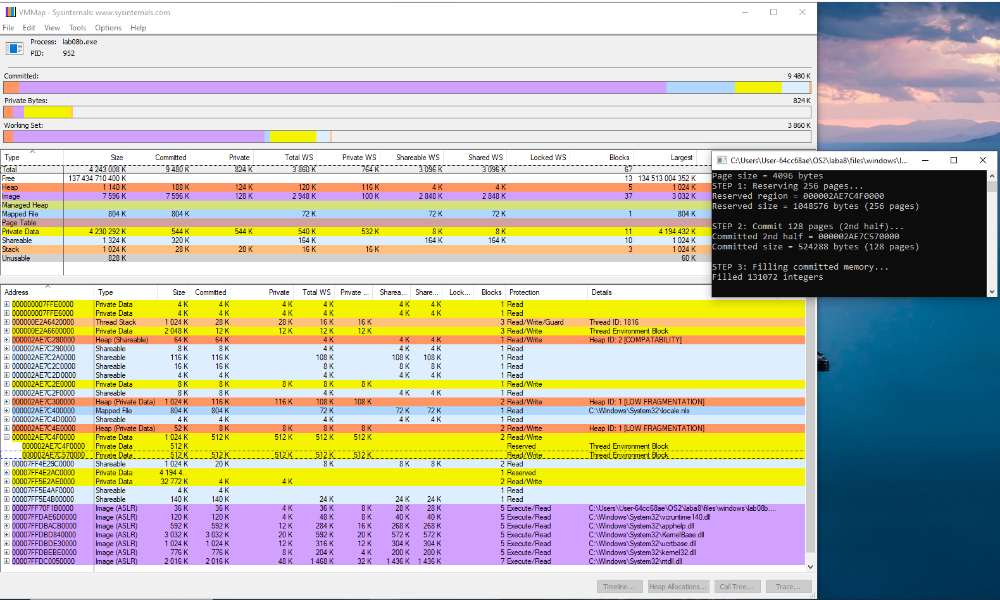 VMMap - Sysinternals: www.sysinternals.com
File Edit View Tools Options Help
Process: lab08b.exe
PID: 952
Committed: 9 480 K
Private Bytes: 824 K
Working Set: 3 860 K
Type Size Committed Private Total WS Private WS Shareable WS Shared WS Locked WS Blocks Largest
Total 4 243 008 K 9 480 K 824 K 3 860 K 764 K 3 096 K 3 096 K 67
Free 137 434 710 400 K 13 134 513 004 352 K
Heap 1 140 K 188 K 124 K 120 K 116 K 4 K 4 K 5 1 024 K
Image 7 596 K 7 596 K 128 K 2 948 K 100 K 2 848 K 2 848 K 37 3 032 K
Managed Heap
Mapped File 804 K 804 K 72 K 72 K 72 K 1 804 K
Page Table
Private Data 4 230 292 K 544 K 544 K 540 K 532 K 8 K 8 K 11 4 194 432 K
Shareable 1 324 K 320 K 164 K 164 K 164 K 10 1 024 K
Stack 1 024 K 28 K 28 K 16 K 16 K 3 1 024 K
Unusable 828 K 60 K
C:\Users\User-64cc68ae\OS2\laba8\files\windows\l...
Page size = 4096 bytes
STEP 1: Reserving 256 pages...
Reserved region = 000002AE7C4F0000
Reserved size = 1048576 bytes (256 pages)
STEP 2: Commit 128 pages (2nd half)...
Committed 2nd half = 000002AE7C570000
Committed size = 524288 bytes (128 pages)
STEP 3: Filling committed memory...
Filled 131072 integers
Address Type Size Committed Private Total WS Private ... Sharea... Share... Lock... Blocks Protection Details
000000007FFE0000 Private Data 4 K 4 K 4 K 4 K 4 K 1 Read
000000007FFE6000 Private Data 4 K 4 K 4 K 4 K 4 K 1 Read
000000E2A6420000 Thread Stack 1 024 K 28 K 28 K 16 K 16 K 3 Read/Write/Guard Thread ID: 1816
000000E2A6600000 Private Data 2 048 K 12 K 12 K 12 K 12 K 3 Read/Write Thread Environment Block
000002AE7C280000 Heap (Shareable) 64 K 64 K 4 K 4 K 4 K 1 Read/Write Heap ID: 2 [COMPATABILITY]
000002AE7C290000 Shareable 8 K 8 K 4 K 4 K 4 K 1 Read
000002AE7C2A0000 Shareable 116 K 116 K 108 K 108 K 108 K 1 Read
000002AE7C2C0000 Shareable 16 K 16 K 8 K 8 K 8 K 1 Read
000002AE7C2D0000 Shareable 4 K 4 K 4 K 4 K 4 K 1 Read
000002AE7C2E0000 Private Data 8 K 8 K 8 K 8 K 8 K 1 Read/Write
000002AE7C2F0000 Shareable 8 K 8 K 4 K 4 K 4 K 1 Read
000002AE7C300000 Heap (Private Data) 1 024 K 116 K 116 K 108 K 108 K 2 Read/Write Heap ID: 1 [LOW FRAGMENTATION]
000002AE7C400000 Mapped File 804 K 804 K 72 K 72 K 72 K 1 Read C:\Windows\System32\locale.nls
000002AE7C4D0000 Shareable 4 K 4 K 4 K 4 K 4 K 1 Read
000002AE7C4E0000 Heap (Private Data) 52 K 8 K 8 K 8 K 8 K 2 Read/Write Heap ID: 1 [LOW FRAGMENTATION]
000002AE7C4F0000 Private Data 1 024 K 512 K 512 K 512 K 512 K 2 Read/Write
000002AE7C4F0000 Private Data 512 K Reserved Thread Environment Block
000002AE7C570000 Private Data 512 K 512 K 512 K 512 K 512 K Read/Write Thread Environment Block
00007FF4E29C0000 Shareable 1 024 K 20 K 8 K 8 K 8 K 2 Read
00007FF4E2AC0000 Private Data 4 194 4... 1 Reserved
00007FF5E2AE0000 Private Data 32 772 K 4 K 4 K 2 Read/Write
00007FF5E4AF0000 Shareable 4 K 4 K 1 Read
00007FF5E4B00000 Shareable 140 K 140 K 24 K 24 K 24 K 1 Read
00007FF70F1B0000 Image (ASLR) 36 K 36 K 4 K 36 K 8 K 28 K 28 K 5 Execute/Read C:\Users\User-64cc68ae\OS2\laba8\files\windows\lab08b....
00007FFDAE6D0000 Image (ASLR) 120 K 120 K 4 K 48 K 8 K 40 K 40 K 5 Execute/Read C:\Windows\System32\vcruntime140.dll
00007FFDBACB0000 Image (ASLR) 592 K 592 K 12 K 284 K 16 K 268 K 268 K 5 Execute/Read C:\Windows\System32\apphelp.dll
00007FFDBD840000 Image (ASLR) 3 032 K 3 032 K 20 K 592 K 20 K 572 K 572 K 5 Execute/Read C:\Windows\System32\KernelBase.dll
00007FFDBDE30000 Image (ASLR) 1 024 K 1 024 K 12 K 316 K 12 K 304 K 304 K 5 Execute/Read C:\Windows\System32\ucrtbase.dll
00007FFDBEBE0000 Image (ASLR) 776 K 776 K 8 K 204 K 4 K 200 K 200 K 5 Execute/Read C:\Windows\System32\kernel32.dll
00007FFDC0050000 Image (ASLR) 2 016 K 2 016 K 48 K 1 468 K 32 K 1 436 K 1 436 K 7 Execute/Read C:\Windows\System32\ntdll.dll
Timeline... Heap Allocations... Call Tree... Trace...